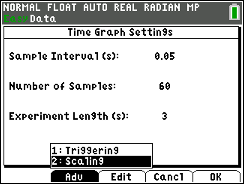 NORMAL FLOAT AUTO REAL RADIAN MP
EasyData
Time Graph Settings
Sample Interval (s): 0.05
Number of Samples: 60
Experiment Length (s): 3
1: Triggering
2: Scaling
Adv Edit Cancl OK